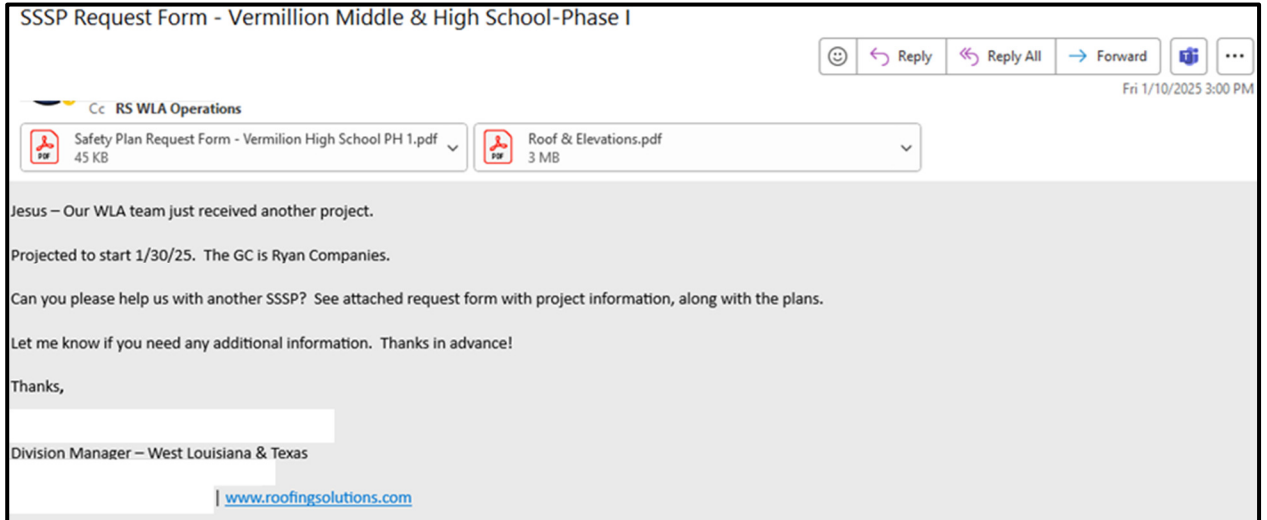 SSSP Request Form - Vermillion Middle & High School-Phase I
Reply
Reply All
Forward
Fri 1/10/2025 3:00 PM
Cc RS WLA Operations
PDF
Safety Plan Request Form - Vermilion High School PH 1.pdf
45 KB
PDF
Roof & Elevations.pdf
3 MB
Jesus – Our WLA team just received another project.
Projected to start 1/30/25. The GC is Ryan Companies.
Can you please help us with another SSSP? See attached request form with project information, along with the plans.
Let me know if you need any additional information. Thanks in advance!
Thanks,
Division Manager – West Louisiana & Texas
| www.roofingsolutions.com